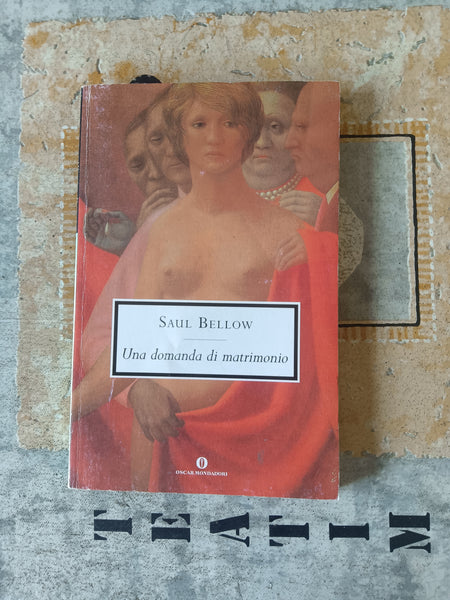 SAUL BELLOW
Una domanda di matrimonio
O
OSCAR MONDADORI
TEATIM